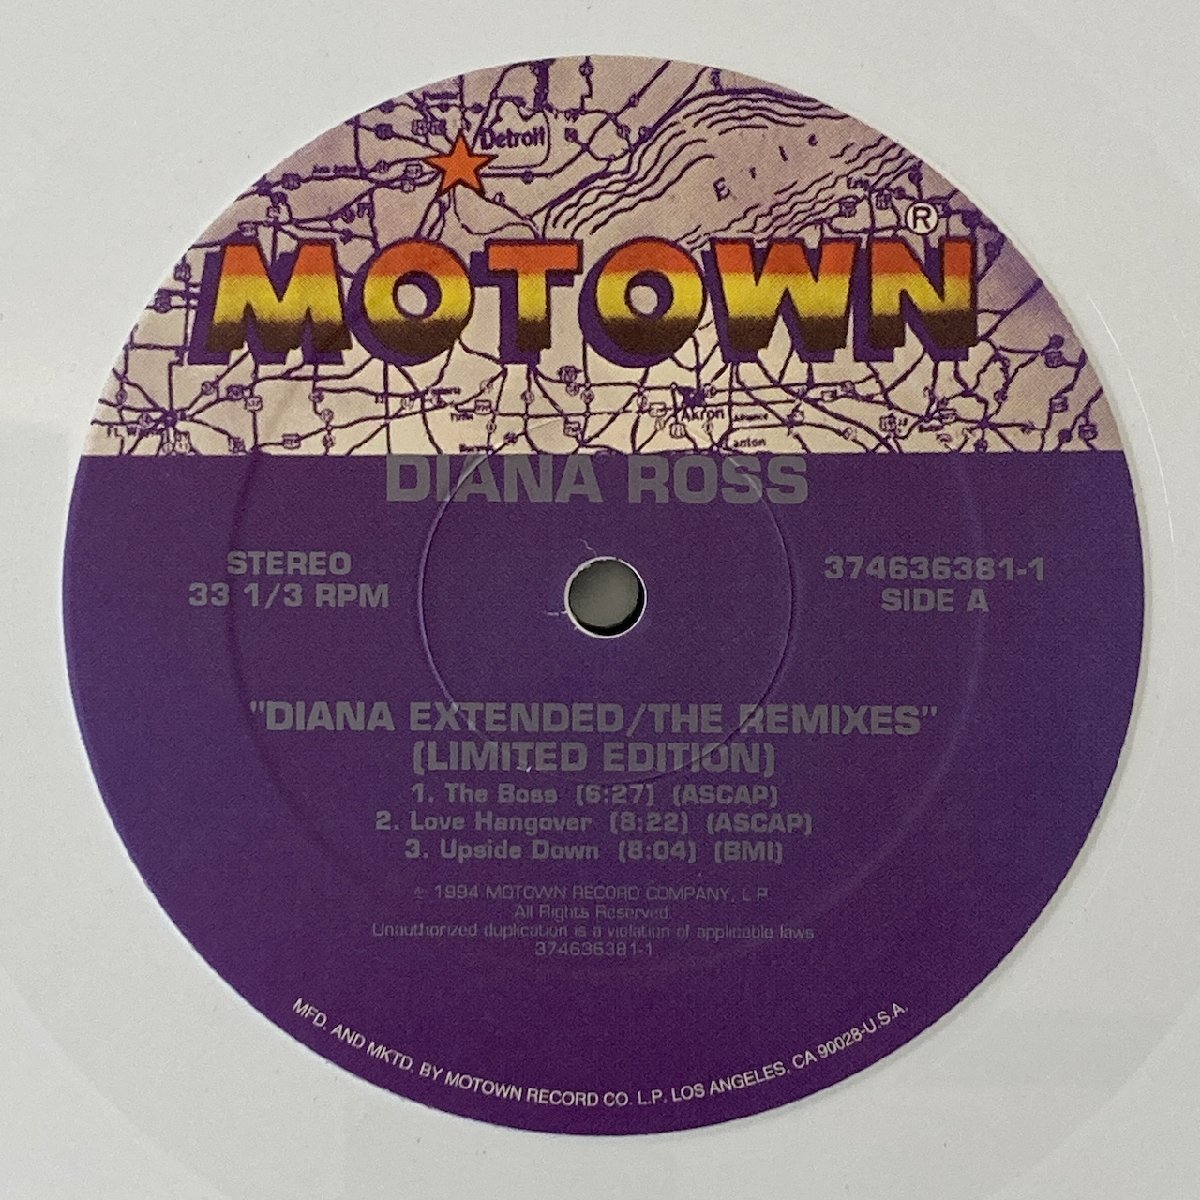 Detroit
Erie
®
MOTOWN
Akron
DIANA ROSS
STEREO
33 1/3 RPM
374636381-1
SIDE A
"DIANA EXTENDED/THE REMIXES"
(LIMITED EDITION)
1. The Boss (6:27) (ASCAP)
2. Love Hangover (8:22) (ASCAP)
3. Upside Down (8:04) (BMI)
℗ 1994 MOTOWN RECORD COMPANY, L.P.
All Rights Reserved.
Unauthorized duplication is a violation of applicable laws
374636381-1
MFD. AND MKTD. BY MOTOWN RECORD CO. L.P. LOS ANGELES, CA 90028-U.S.A.